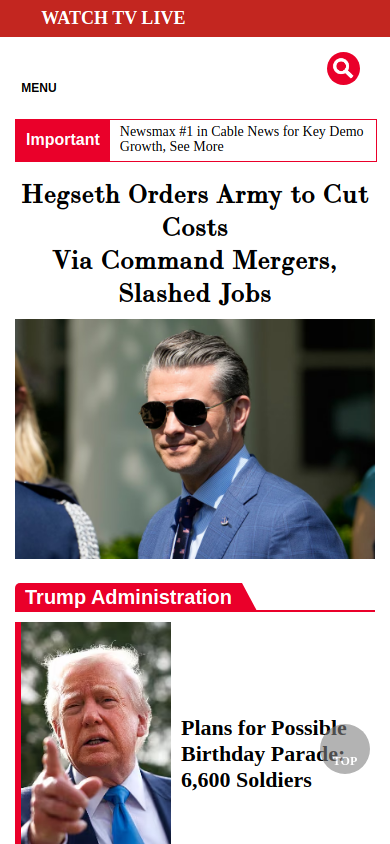 WATCH TV LIVE
MENU
Important
Newsmax #1 in Cable News for Key Demo
Growth, See More
Hegseth Orders Army to Cut
Costs
Via Command Mergers,
Slashed Jobs
Trump Administration
Plans for Possible
Birthday Parade:
6,600 Soldiers
TOP